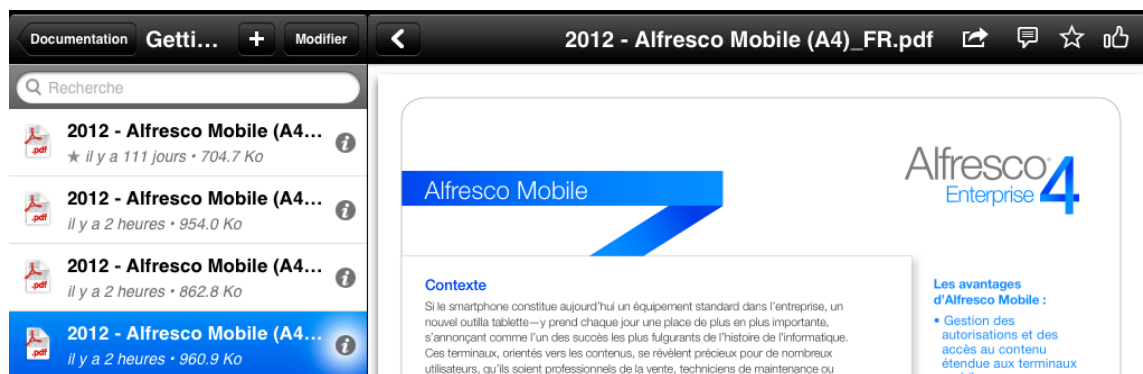 Documentation Getti... + Modifier
Recherche
2012 - Alfresco Mobile (A4...
★ il y a 111 jours • 704.7 Ko
2012 - Alfresco Mobile (A4...
il y a 2 heures • 954.0 Ko
2012 - Alfresco Mobile (A4...
il y a 2 heures • 862.8 Ko
2012 - Alfresco Mobile (A4...
il y a 2 heures • 960.9 Ko
2012 - Alfresco Mobile (A4)_FR.pdf
Alfresco Mobile
Alfresco 4
Enterprise
Contexte
Si le smartphone constitue aujourd'hui un équipement standard dans l'entreprise, un
nouvel outilla tablette—y prend chaque jour une place de plus en plus importante,
s'annonçant comme l'un des succès les plus fulgurants de l'histoire de l'informatique.
Ces terminaux, orientés vers les contenus, se révèlent précieux pour de nombreux
utilisateurs, qu'ils soient professionnels de la vente, techniciens de maintenance ou
Les avantages
d'Alfresco Mobile :
• Gestion des
autorisations et des
accès au contenu
étendue aux terminaux